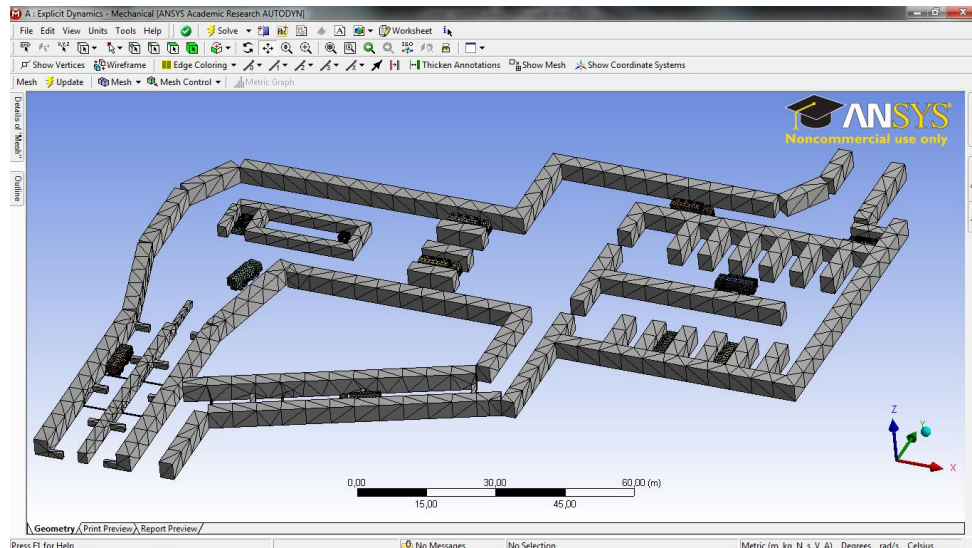 A : Explicit Dynamics - Mechanical [ANSYS Academic Research AUTODYN]
File Edit View Units Tools Help Solve Worksheet
Show Vertices Wireframe Edge Coloring Thicken Annotations Show Mesh Show Coordinate Systems
Mesh Update Mesh Mesh Control Metric Graph
Details of "Mesh"
Outline
ANSYS
Noncommercial use only
Z
Y
X
0,00 30,00 60,00 (m)
15,00 45,00
Geometry Print Preview Report Preview
Press F1 for Help No Messages No Selection Metric (m, kg, N, s, V, A) Degrees rad/s Celsius